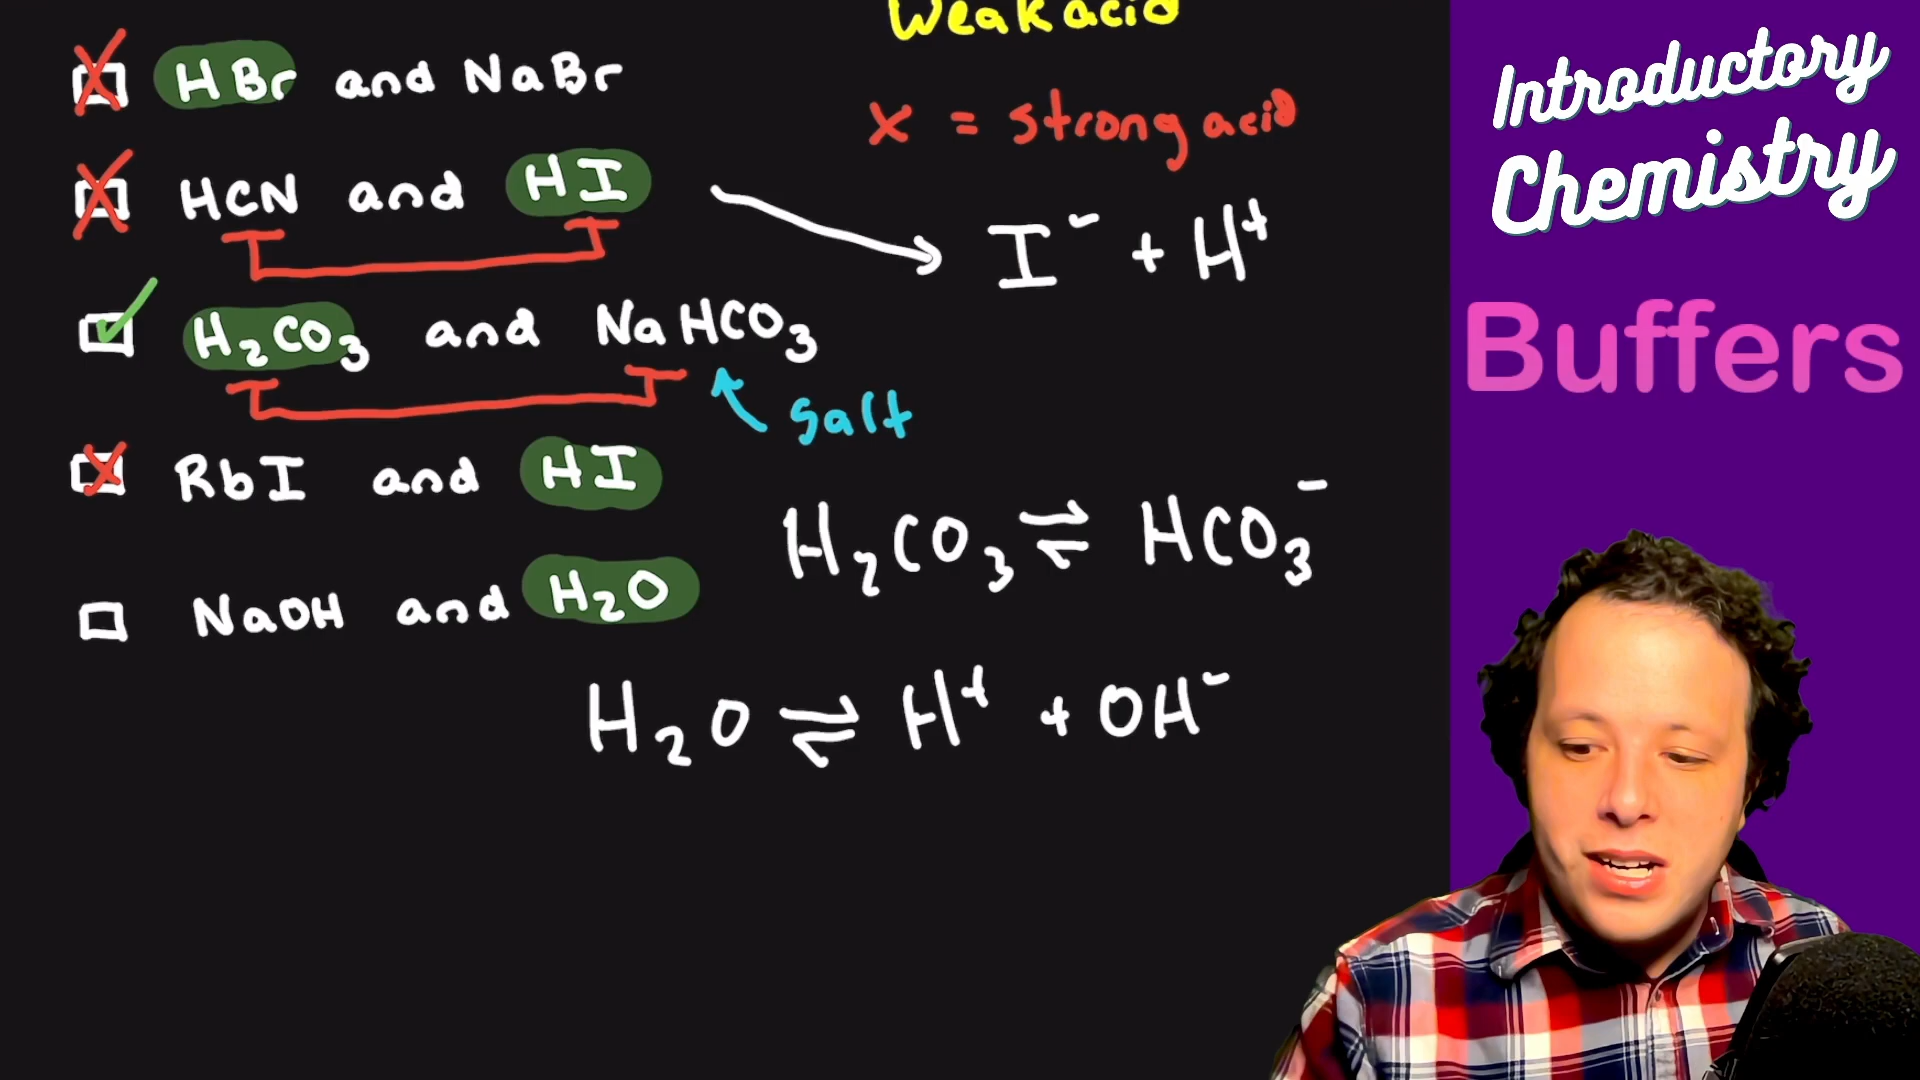 Weak acid
HBr and NaBr
x = strong acid
HCN and HI
I⁻ + H⁺
H₂CO₃ and NaHCO₃
salt
RbI and HI
H₂CO₃ ⇌ HCO₃⁻
NaOH and H₂O
H₂O ⇌ H⁺ + OH⁻
Introductory
Chemistry
Buffers